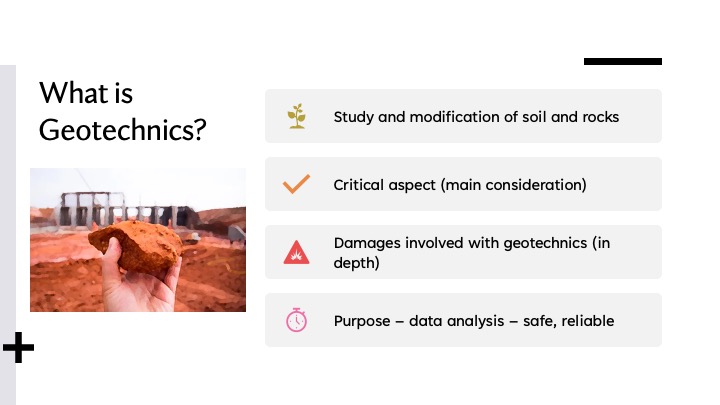 What is
Geotechnics?
Study and modification of soil and rocks
Critical aspect (main consideration)
Damages involved with geotechnics (in
depth)
Purpose – data analysis – safe, reliable